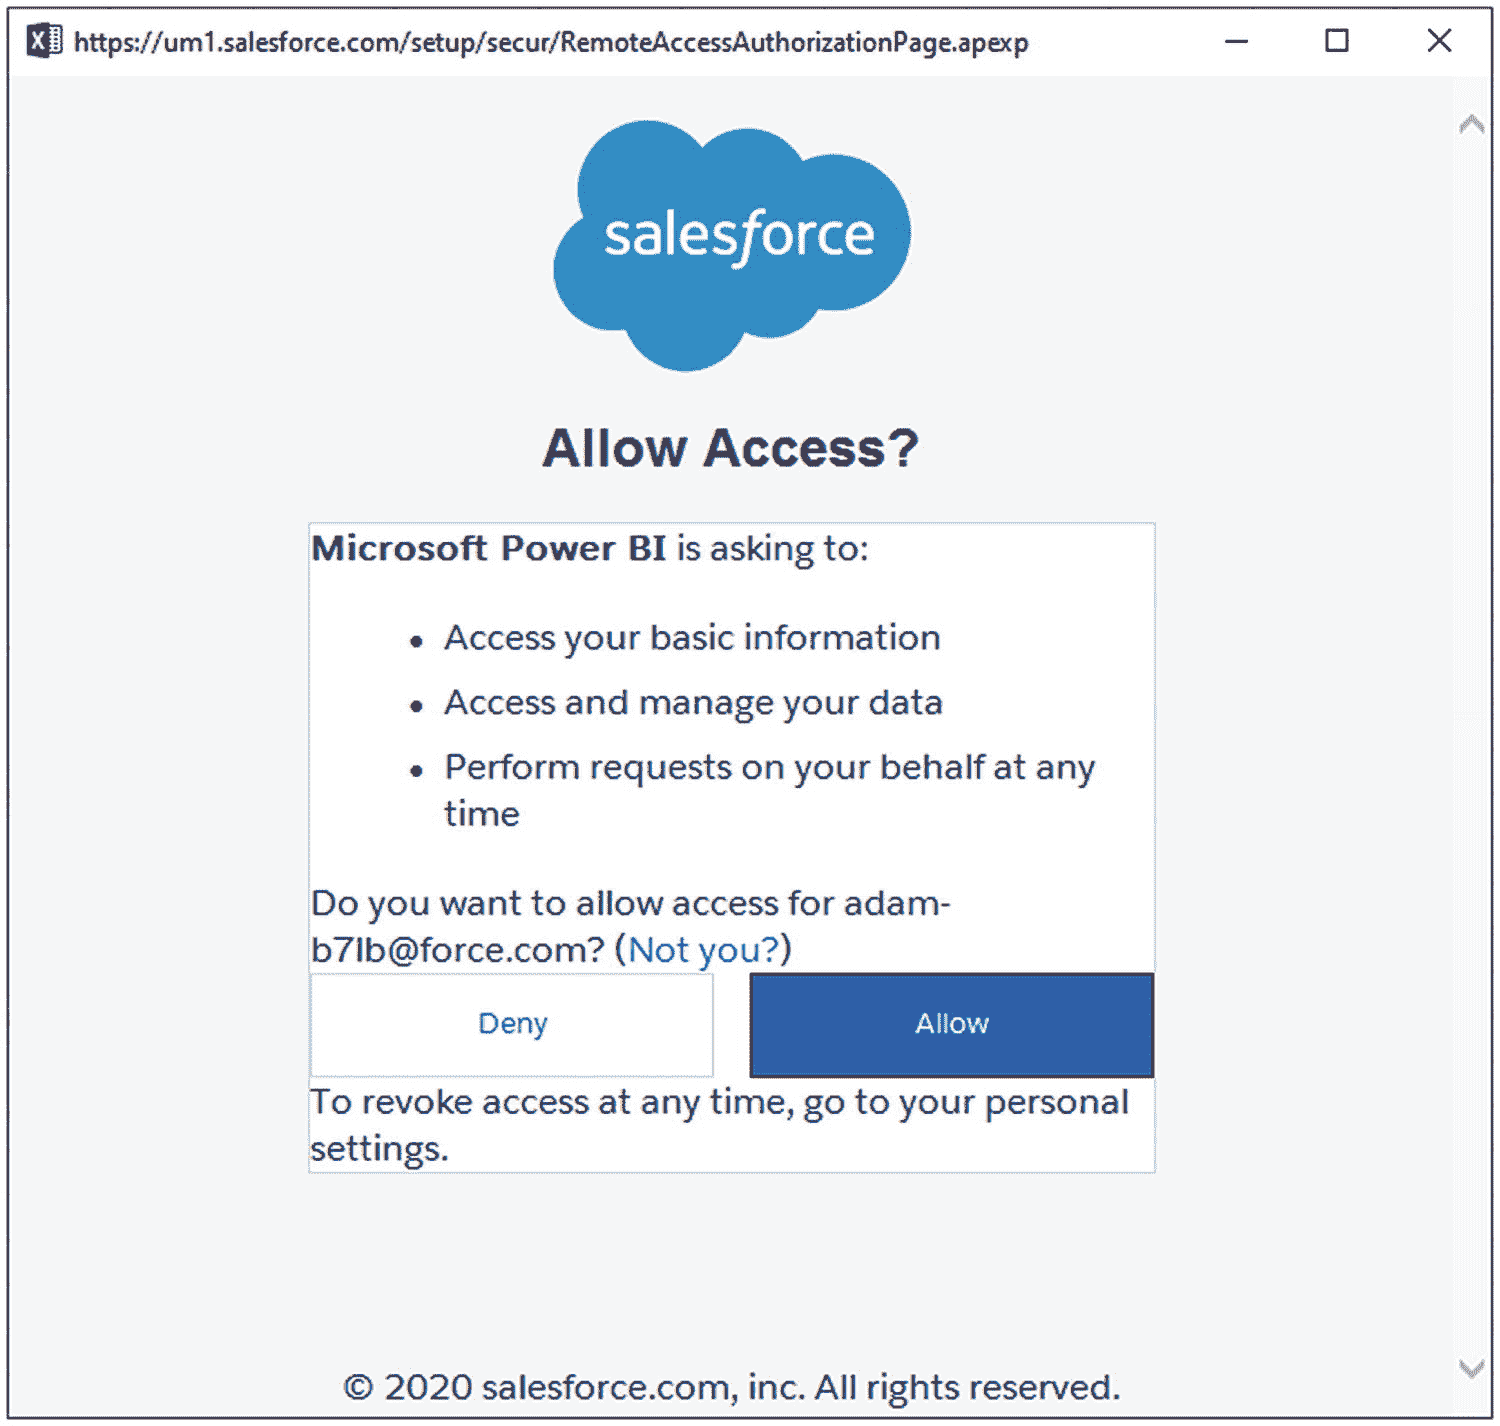 https://um1.salesforce.com/setup/secur/RemoteAccessAuthorizationPage.apexp
salesforce
Allow Access?
Microsoft Power BI is asking to:
• Access your basic information
• Access and manage your data
• Perform requests on your behalf at any
time
Do you want to allow access for adam-
b7lb@force.com? (Not you?)
Deny Allow
To revoke access at any time, go to your personal
settings.
© 2020 salesforce.com, inc. All rights reserved.